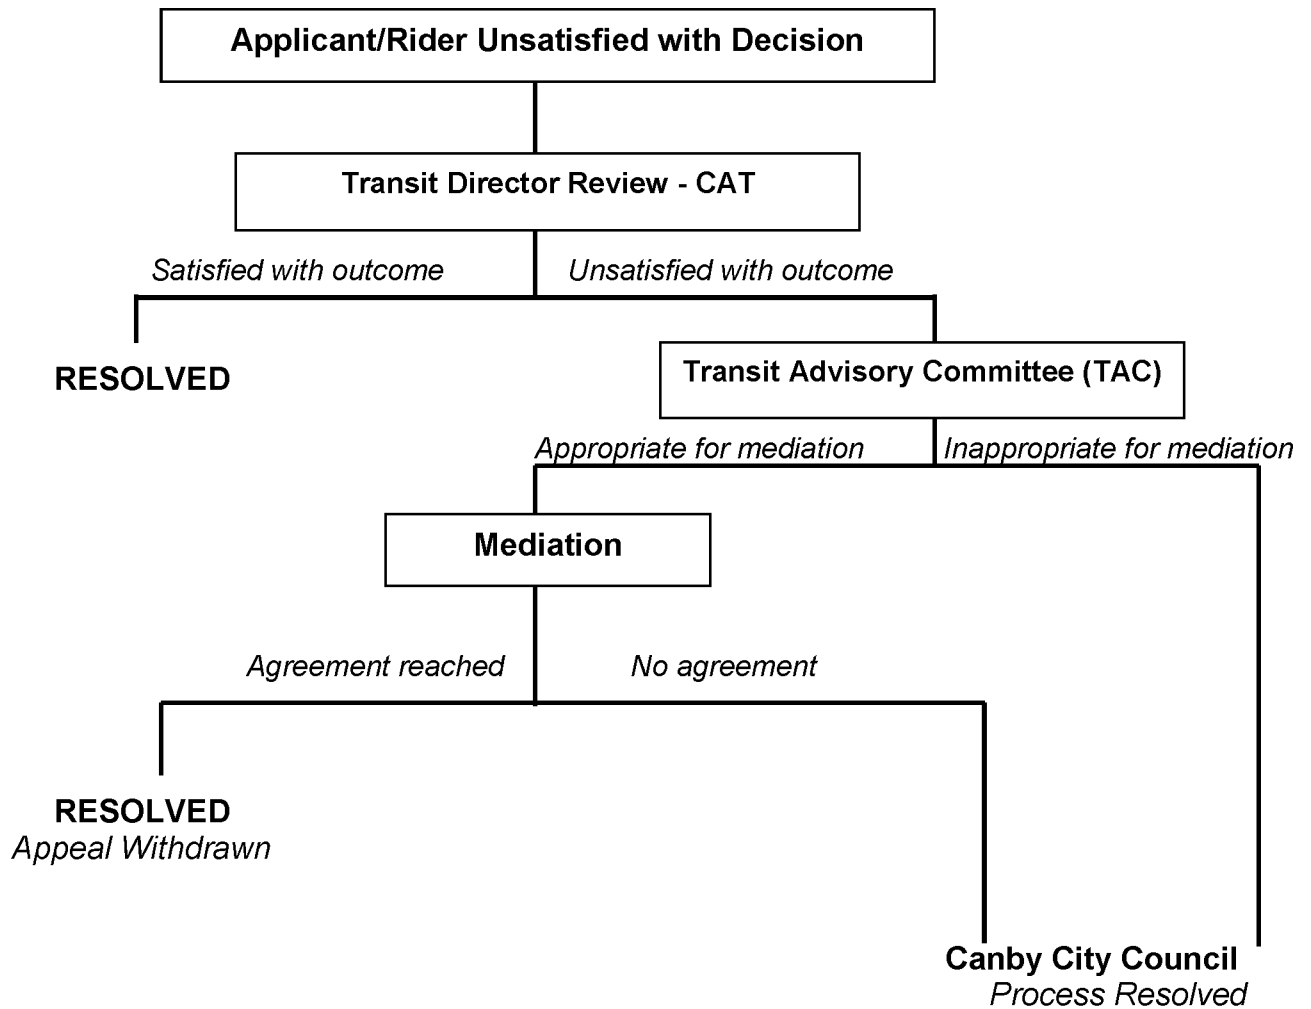 Applicant/Rider Unsatisfied with Decision
Transit Director Review - CAT
Satisfied with outcome
Unsatisfied with outcome
RESOLVED
Transit Advisory Committee (TAC)
Appropriate for mediation
Inappropriate for mediation
Mediation
Agreement reached
No agreement
RESOLVED
Appeal Withdrawn
Canby City Council
Process Resolved